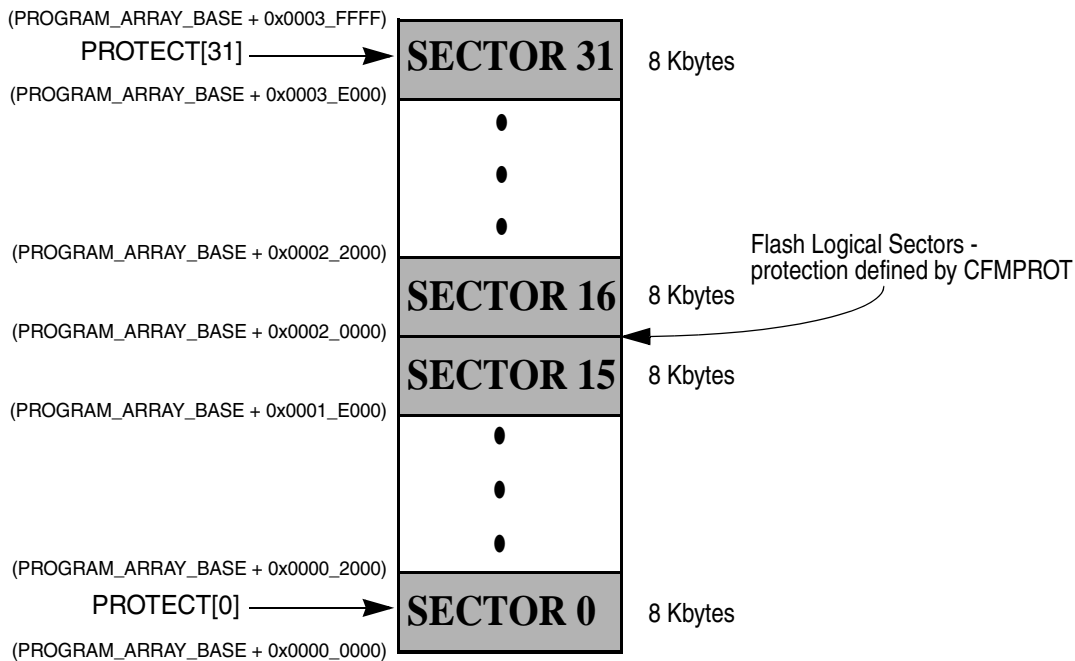 (PROGRAM_ARRAY_BASE + 0x0003_FFFF)
PROTECT[31]
SECTOR 31
8 Kbytes
(PROGRAM_ARRAY_BASE + 0x0003_E000)
(PROGRAM_ARRAY_BASE + 0x0002_2000)
Flash Logical Sectors -
protection defined by CFMPROT
SECTOR 16
8 Kbytes
(PROGRAM_ARRAY_BASE + 0x0002_0000)
SECTOR 15
8 Kbytes
(PROGRAM_ARRAY_BASE + 0x0001_E000)
(PROGRAM_ARRAY_BASE + 0x0000_2000)
PROTECT[0]
SECTOR 0
8 Kbytes
(PROGRAM_ARRAY_BASE + 0x0000_0000)